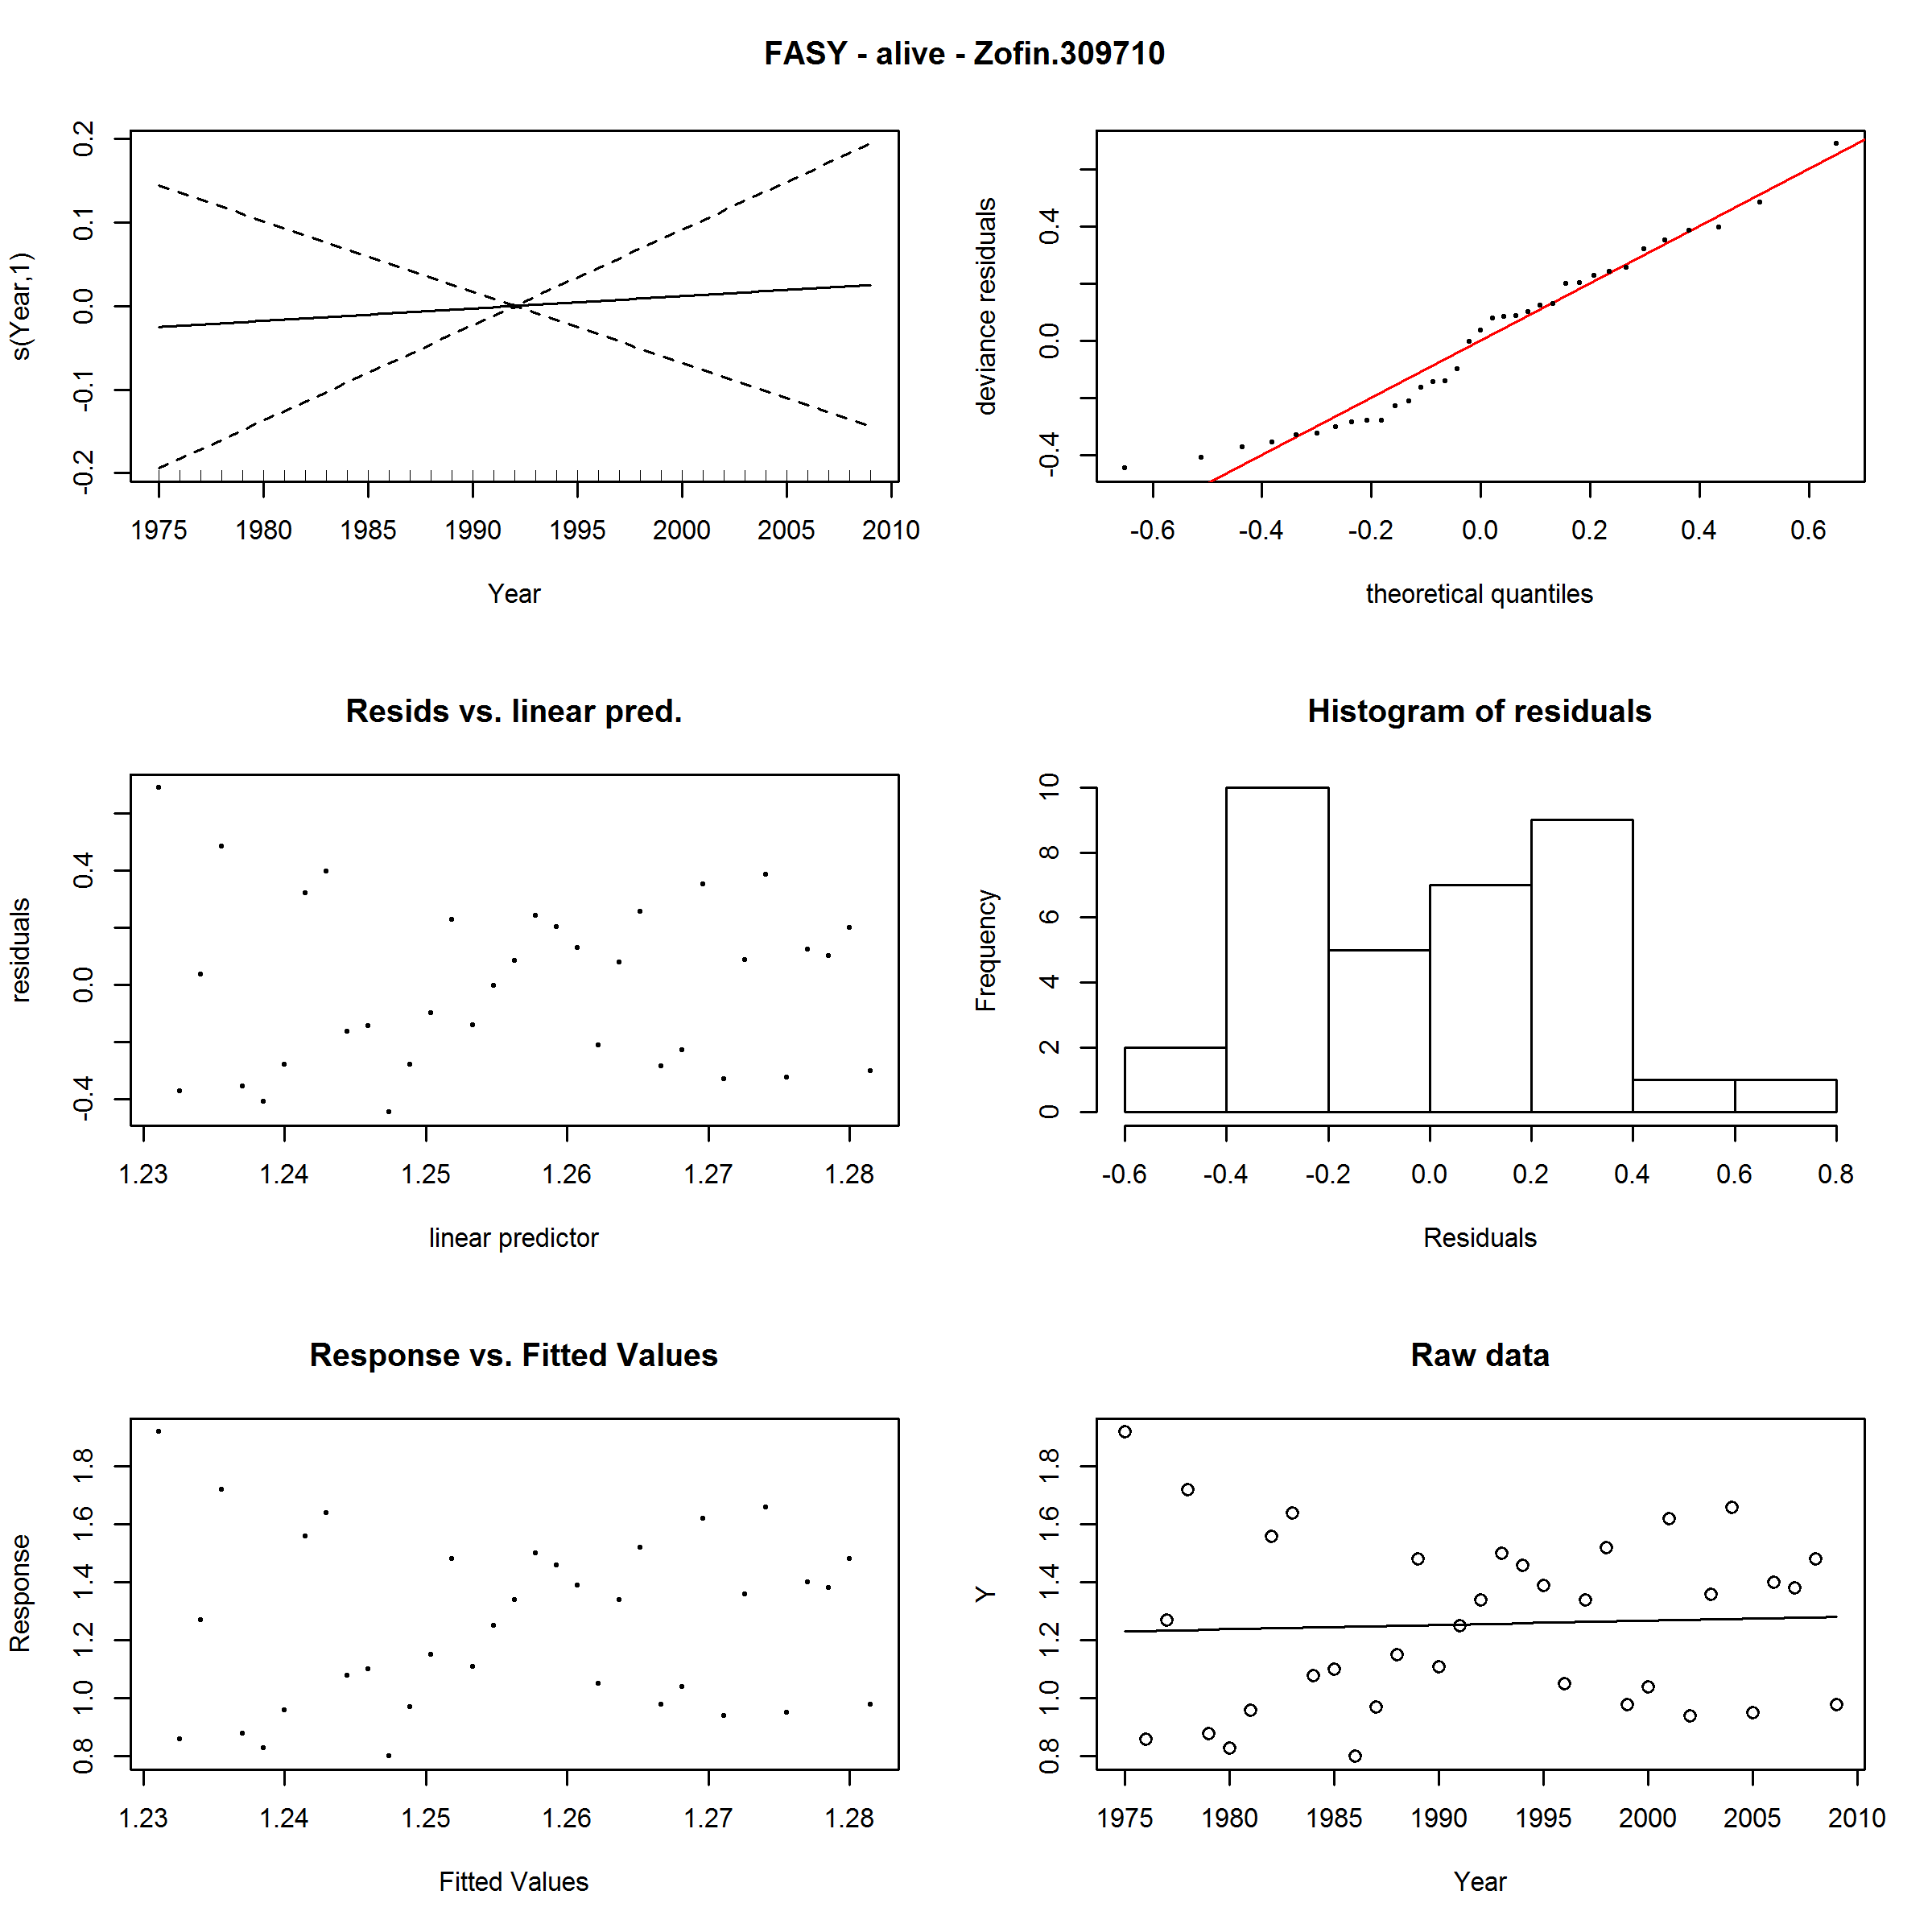 FASY - alive - Zofin.309710
s(Year,1)
-0.2 -0.1 0.0 0.1 0.2
1975 1980 1985 1990 1995 2000 2005 2010
Year
deviance residuals
-0.4 0.0 0.4
-0.6 -0.4 -0.2 0.0 0.2 0.4 0.6
theoretical quantiles
Resids vs. linear pred.
residuals
-0.4 0.0 0.4
1.23 1.24 1.25 1.26 1.27 1.28
linear predictor
Histogram of residuals
Frequency
0 2 4 6 8 10
-0.6 -0.4 -0.2 0.0 0.2 0.4 0.6 0.8
Residuals
Response vs. Fitted Values
Response
0.8 1.0 1.2 1.4 1.6 1.8
1.23 1.24 1.25 1.26 1.27 1.28
Fitted Values
Raw data
Y
0.8 1.0 1.2 1.4 1.6 1.8
1975 1980 1985 1990 1995 2000 2005 2010
Year